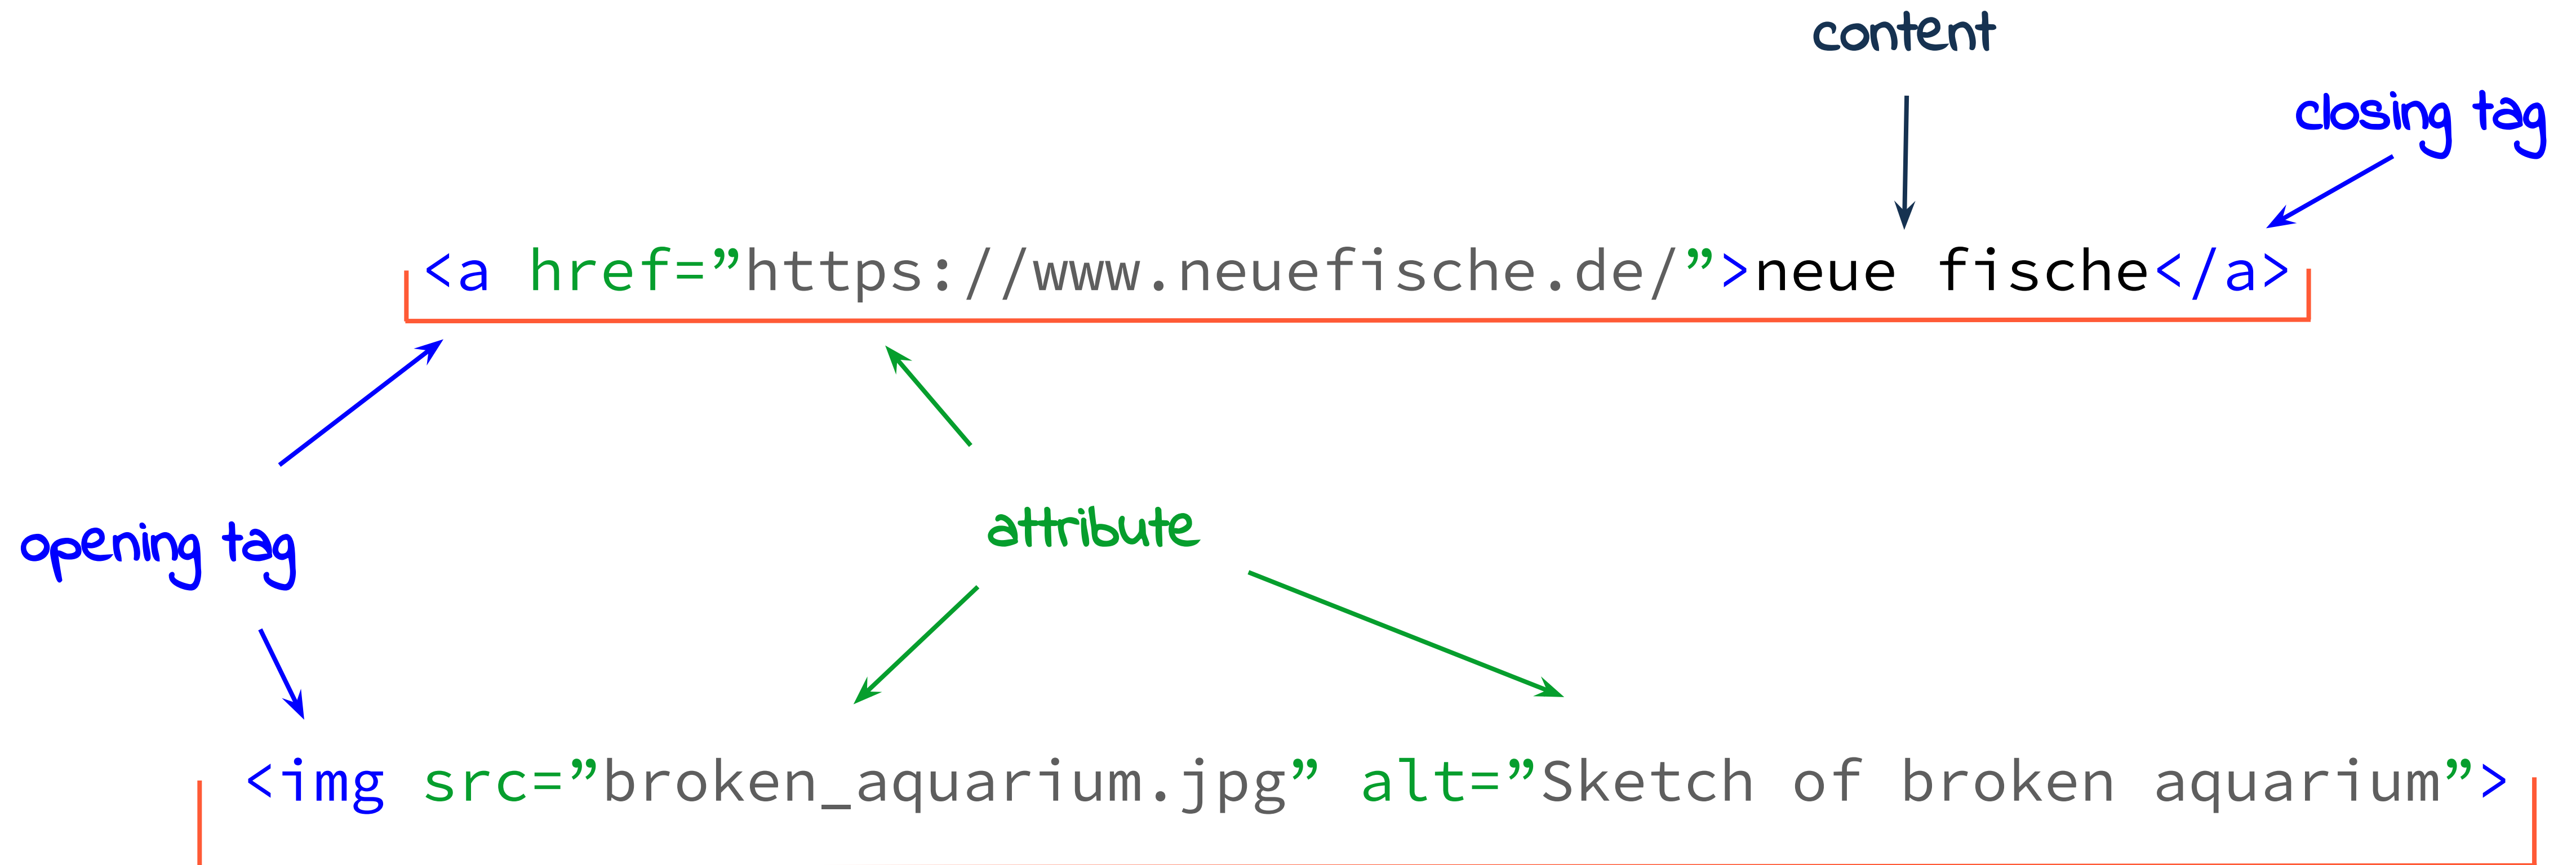 content
closing tag
<a href=”https://www.neuefische.de/”>neue fische</a>
opening tag
attribute
<img src=”broken_aquarium.jpg” alt=”Sketch of broken aquarium”>